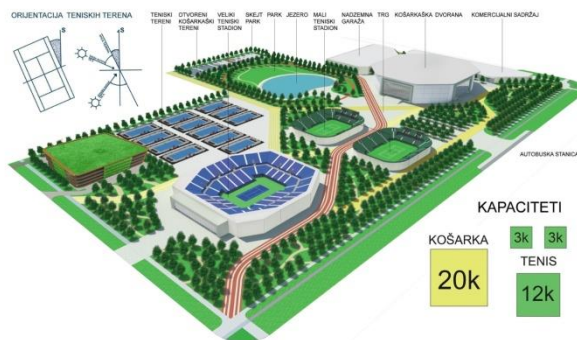 ORIJENTACIJA TENISKIH TERENA
S
S
TENISKI
TERENI
OTVORENI
KOŠARKAŠKI
TERENI
VELIKI
TENISKI
STADION
SKEJT
PARK
PARK
JEZERO
MALI
TENISKI
STADION
NADZEMNA
GARAŽA
TRG
KOŠARKAŠKA DVORANA
KOMERCIJALNI SADRŽAJ
AUTOBUSKA STANICA
KAPACITETI
3k 3k
KOŠARKA
TENIS
20k
12k